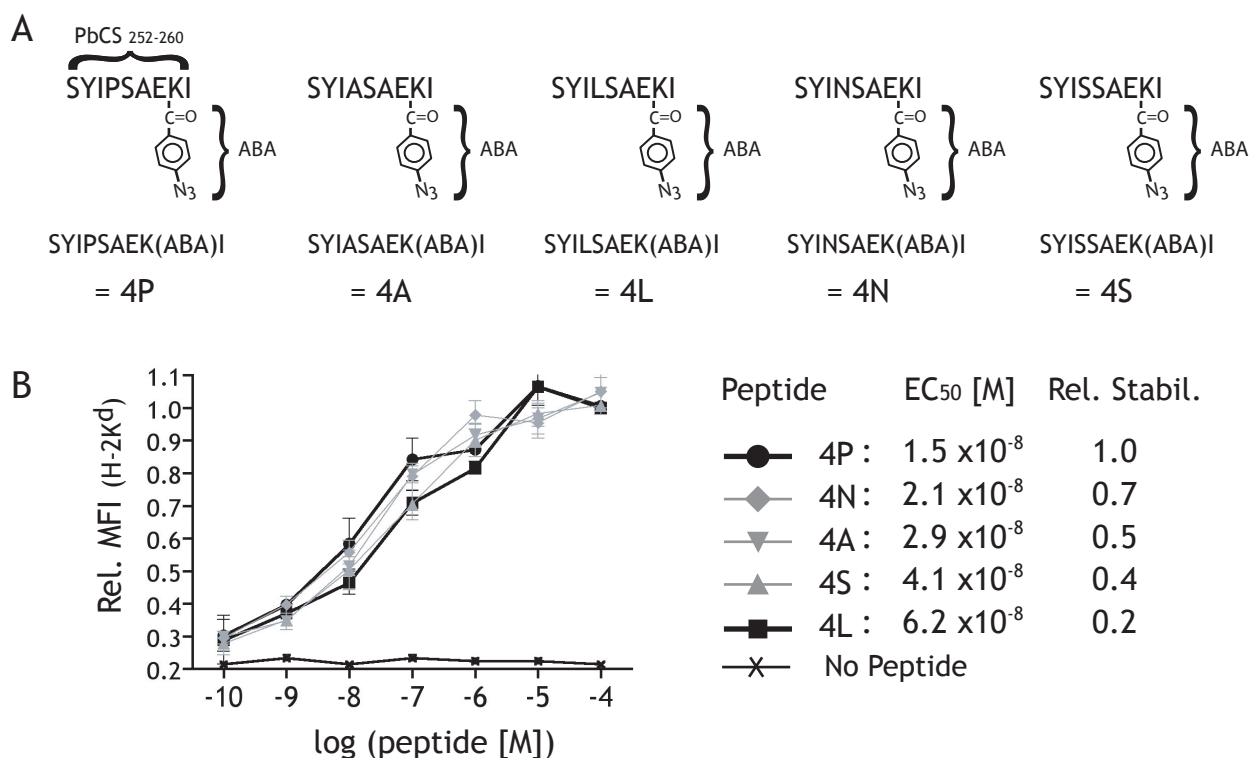 A
PbCS 252-260
SYIPSAEKI SYIASAEKI SYILSAEKI SYINSAEKI SYISSAEKI
C=O C=O C=O C=O C=O
ABA ABA ABA ABA ABA
N3 N3 N3 N3 N3
SYIPSAEK(ABA)I SYIASAEK(ABA)I SYILSAEK(ABA)I SYINSAEK(ABA)I SYISSAEK(ABA)I
= 4P = 4A = 4L = 4N = 4S
B
Rel. MFI (H-2Kd)
1.1
1.0
0.9
0.8
0.7
0.6
0.5
0.4
0.3
0.2
-10 -9 -8 -7 -6 -5 -4
log (peptide [M])
Peptide EC50 [M] Rel. Stabil.
4P : 1.5 x10-8 1.0
4N : 2.1 x10-8 0.7
4A : 2.9 x10-8 0.5
4S : 4.1 x10-8 0.4
4L : 6.2 x10-8 0.2
No Peptide